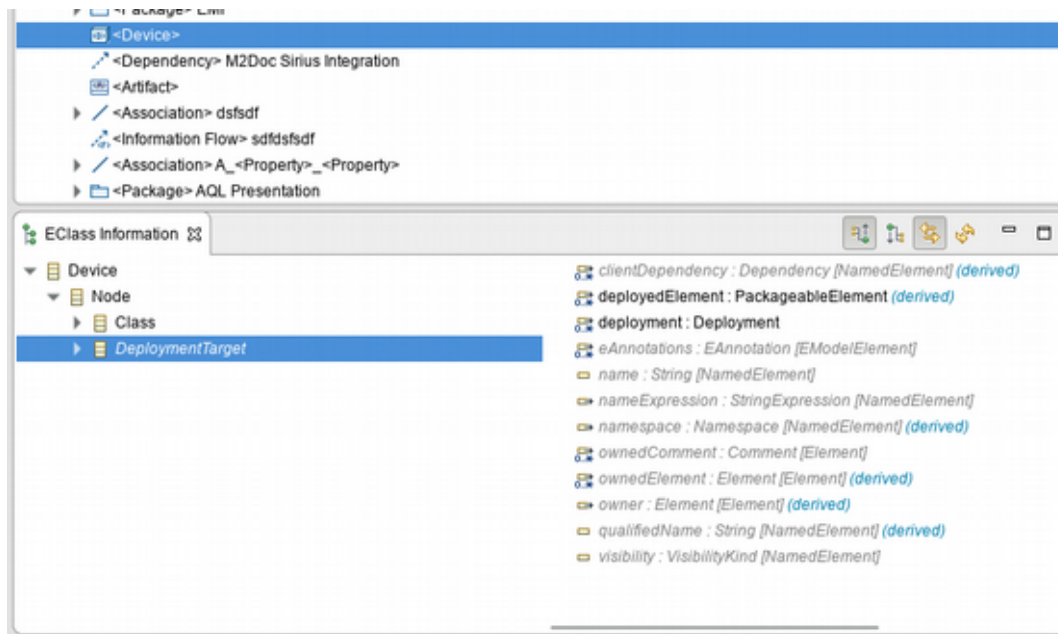 <Package> EMF
<Device>
<Dependency> M2Doc Sirius Integration
<Artifact>
<Association> dsfsdf
<Information Flow> sdfdsfsdf
<Association> A_<Property>_<Property>
<Package> AQL Presentation
EClass Information
Device
Node
Class
DeploymentTarget
clientDependency : Dependency [NamedElement] (derived)
deployedElement : PackageableElement (derived)
deployment : Deployment
eAnnotations : EAnnotation [EModelElement]
name : String [NamedElement]
nameExpression : StringExpression [NamedElement]
namespace : Namespace [NamedElement] (derived)
ownedComment : Comment [Element]
ownedElement : Element [Element] (derived)
owner : Element [Element] (derived)
qualifiedName : String [NamedElement] (derived)
visibility : VisibilityKind [NamedElement]